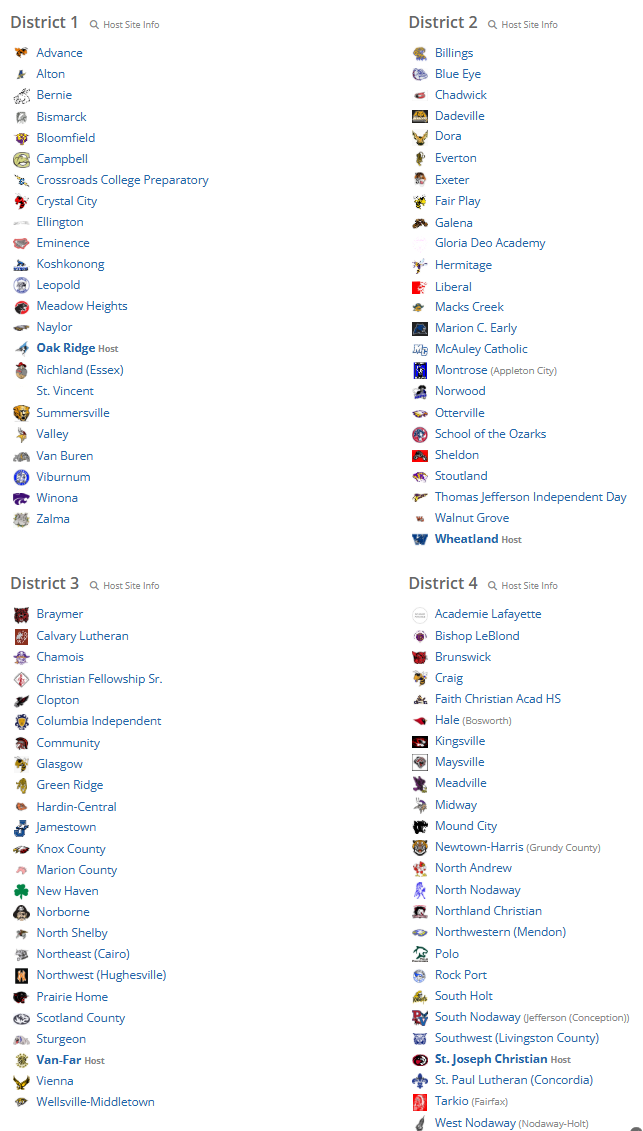 District 1 Host Site Info
Advance
Alton
Bernie
Bismarck
Bloomfield
Campbell
Crossroads College Preparatory
Crystal City
Ellington
Eminence
Koshkonong
Leopold
Meadow Heights
Naylor
Oak Ridge Host
Richland (Essex)
St. Vincent
Summersville
Valley
Van Buren
Viburnum
Winona
Zalma
District 2 Host Site Info
Billings
Blue Eye
Chadwick
Dadeville
Dora
Everton
Exeter
Fair Play
Galena
Gloria Deo Academy
Hermitage
Liberal
Macks Creek
Marion C. Early
McAuley Catholic
Montrose (Appleton City)
Norwood
Otterville
School of the Ozarks
Sheldon
Stoutland
Thomas Jefferson Independent Day
Walnut Grove
Wheatland Host
District 3 Host Site Info
Braymer
Calvary Lutheran
Chamois
Christian Fellowship Sr.
Clopton
Columbia Independent
Community
Glasgow
Green Ridge
Hardin-Central
Jamestown
Knox County
Marion County
New Haven
Norborne
North Shelby
Northeast (Cairo)
Northwest (Hughesville)
Prairie Home
Scotland County
Sturgeon
Van-Far Host
Vienna
Wellsville-Middletown
District 4 Host Site Info
Academie Lafayette
Bishop LeBlond
Brunswick
Craig
Faith Christian Acad HS
Hale (Bosworth)
Kingsville
Maysville
Meadville
Midway
Mound City
Newtown-Harris (Grundy County)
North Andrew
North Nodaway
Northland Christian
Northwestern (Mendon)
Polo
Rock Port
South Holt
South Nodaway (Jefferson (Conception))
Southwest (Livingston County)
St. Joseph Christian Host
St. Paul Lutheran (Concordia)
Tarkio (Fairfax)
West Nodaway (Nodaway-Holt)